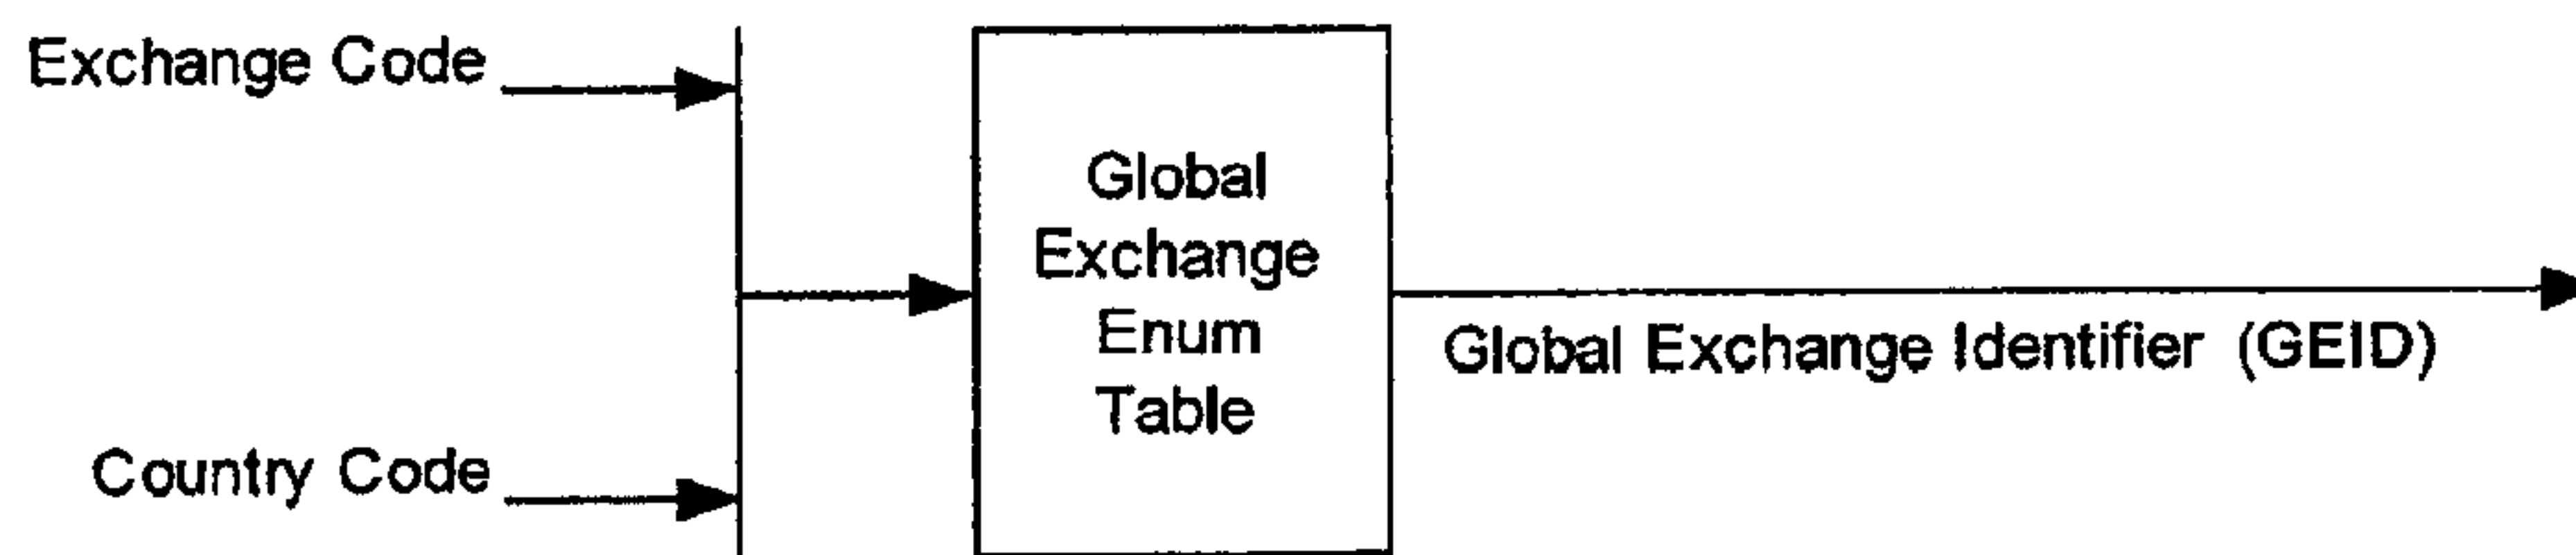 Exchange Code
Global
Exchange
Enum
Table
Global Exchange Identifier (GEID)
Country Code